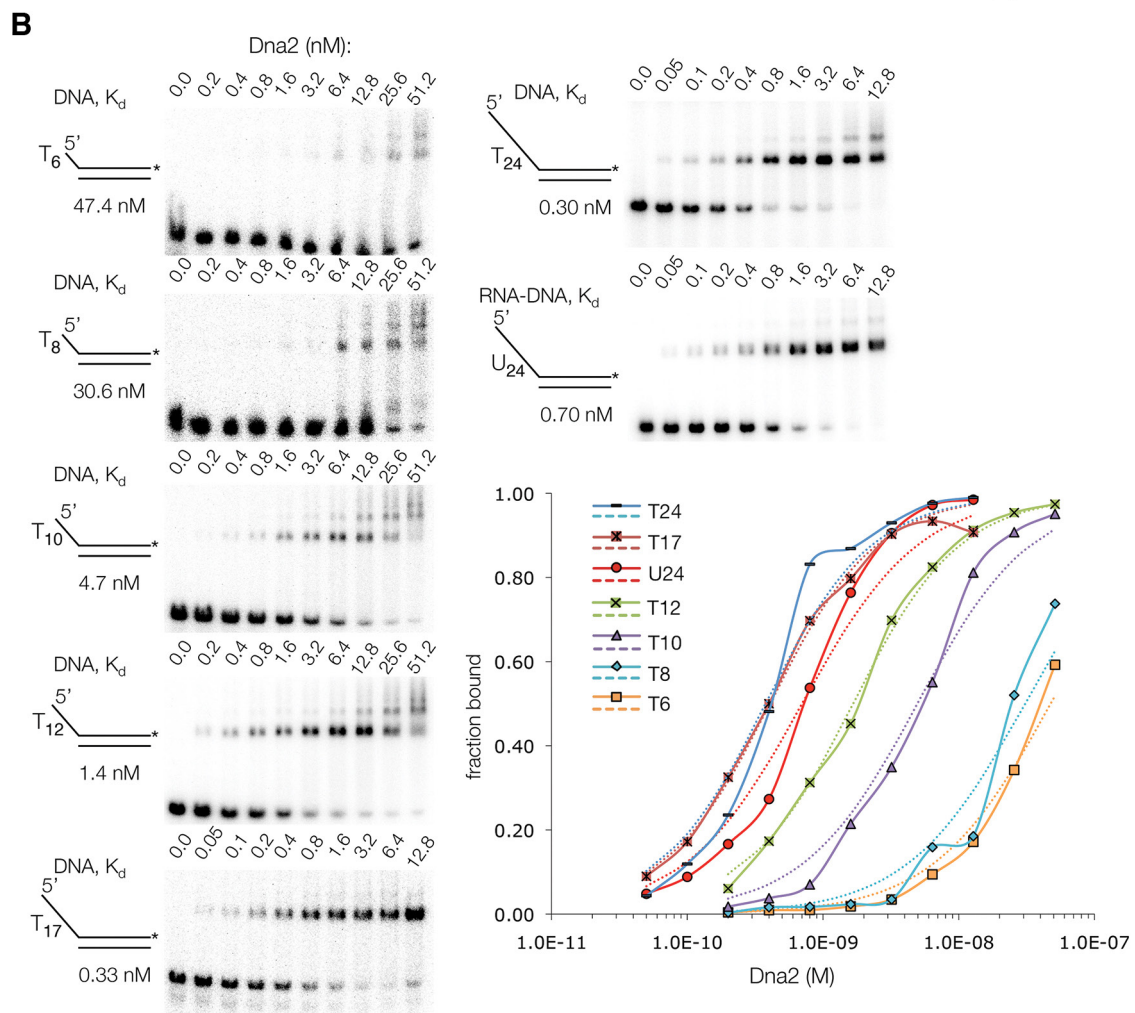 B
Dna2 (nM):
0.0 0.2 0.4 0.8 1.6 3.2 6.4 12.8 25.6 51.2
DNA, Kd
5’
T6
*
47.4 nM
0.0 0.2 0.4 0.8 1.6 3.2 6.4 12.8 25.6 51.2
DNA, Kd
5’
T8
*
30.6 nM
0.0 0.2 0.4 0.8 1.6 3.2 6.4 12.8 25.6 51.2
DNA, Kd
5’
T10
*
4.7 nM
0.0 0.2 0.4 0.8 1.6 3.2 6.4 12.8 25.6 51.2
DNA, Kd
5’
T12
*
1.4 nM
0.0 0.05 0.1 0.2 0.4 0.8 1.6 3.2 6.4 12.8
DNA, Kd
5’
T17
*
0.33 nM
0.0 0.05 0.1 0.2 0.4 0.8 1.6 3.2 6.4 12.8
DNA, Kd
5’
T24
*
0.30 nM
0.0 0.05 0.1 0.2 0.4 0.8 1.6 3.2 6.4 12.8
RNA-DNA, Kd
5’
U24
*
0.70 nM
1.00
0.80
0.60
0.40
0.20
0.00
fraction bound
T24
T17
U24
T12
T10
T8
T6
1.0E-11 1.0E-10 1.0E-09 1.0E-08 1.0E-07
Dna2 (M)